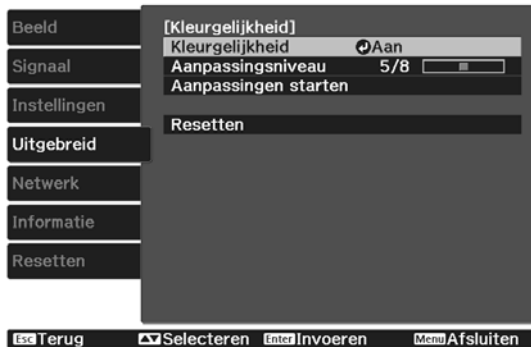 Beeld
Signaal
Instellingen
Uitgebreid
Netwerk
Informatie
Resetten
[Kleurgelijkheid]
Kleurgelijkheid Aan
Aanpassingsniveau 5/8
Aanpassingen starten
Resetten
Esc Terug Selecteren Enter Invoeren Menu Afsluiten